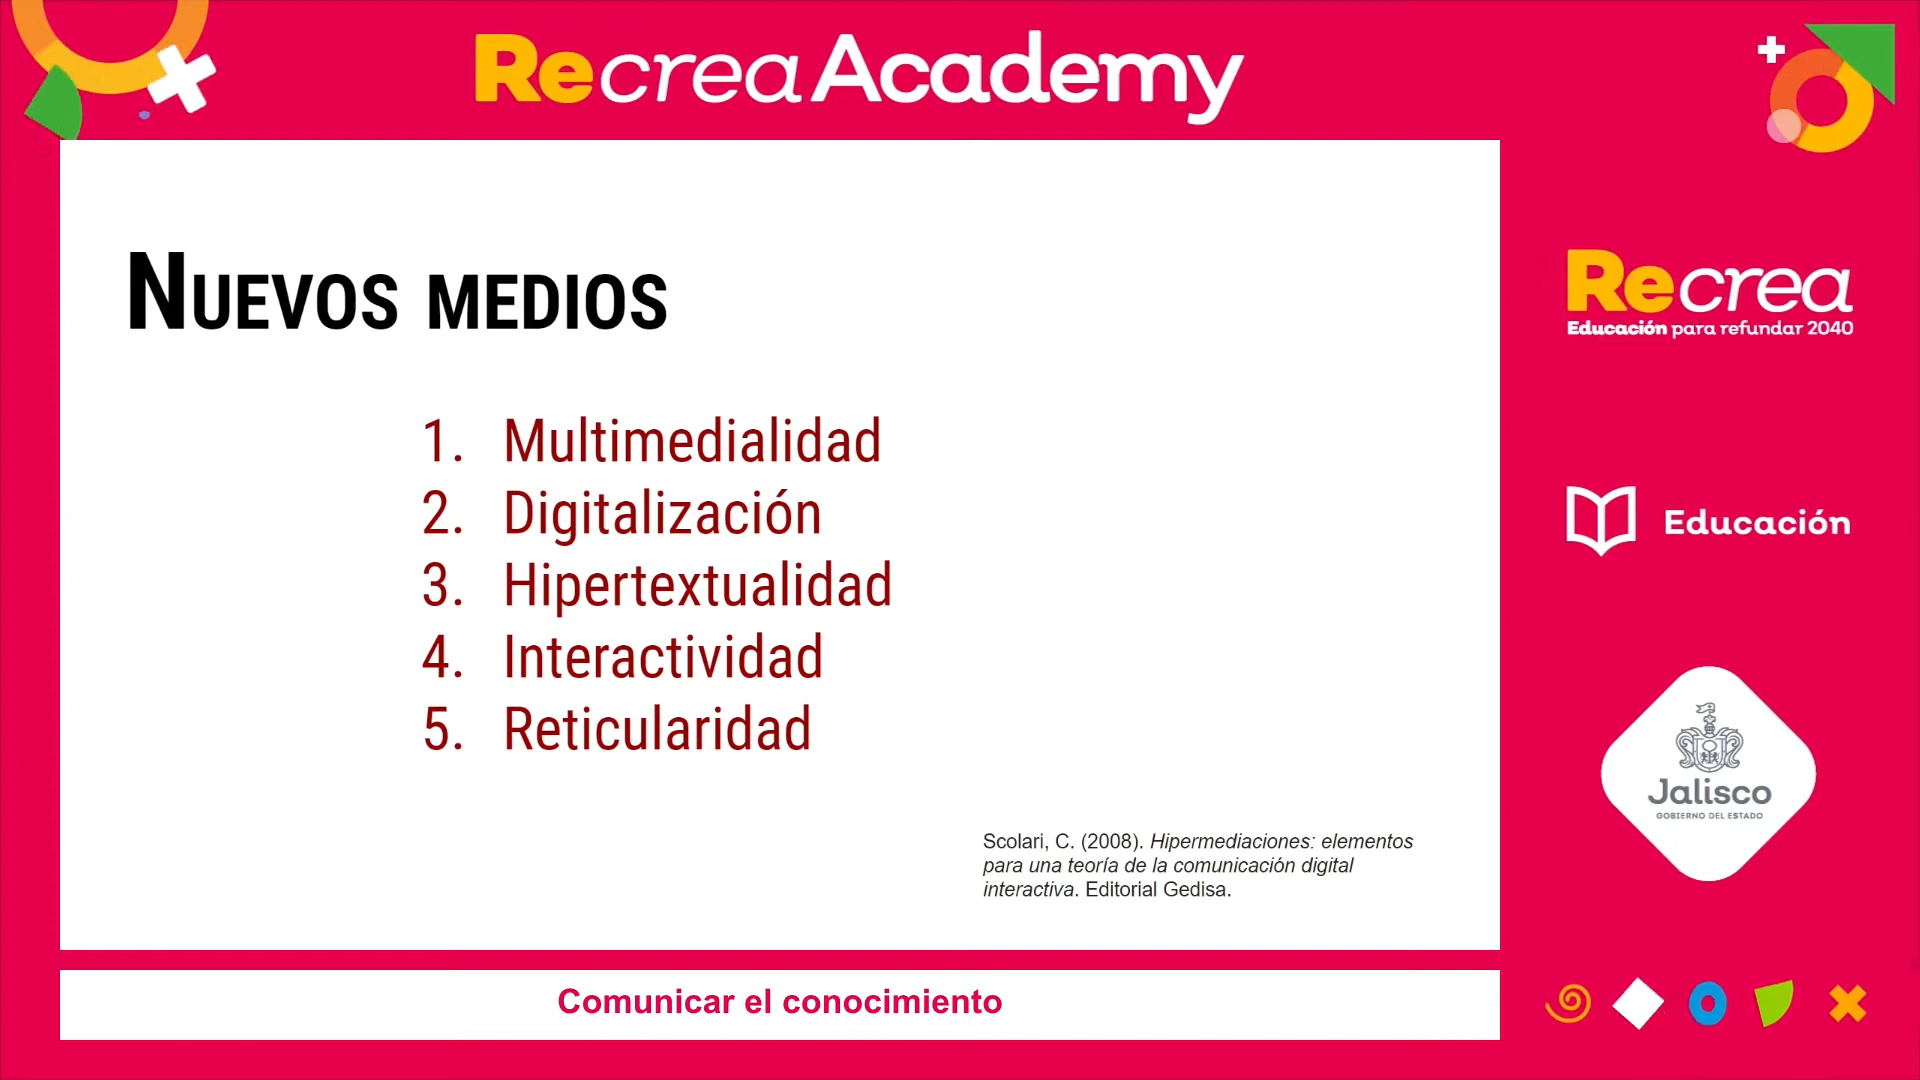 RecreaAcademy
Nuevos medios
1. Multimedialidad
2. Digitalización
3. Hipertextualidad
4. Interactividad
5. Reticularidad
Scolari, C. (2008). Hipermediaciones: elementos
para una teoría de la comunicación digital
interactiva. Editorial Gedisa.
Comunicar el conocimiento
Recrea
Educación para refundar 2040
Educación
Jalisco
GOBIERNO DEL ESTADO